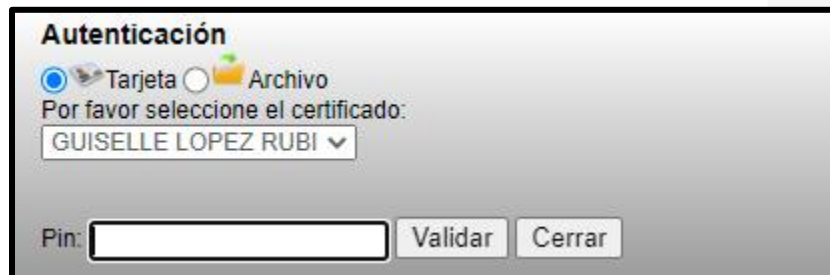 Autenticación
Tarjeta Archivo
Por favor seleccione el certificado:
GUISELLE LOPEZ RUBI
Pin: Validar Cerrar